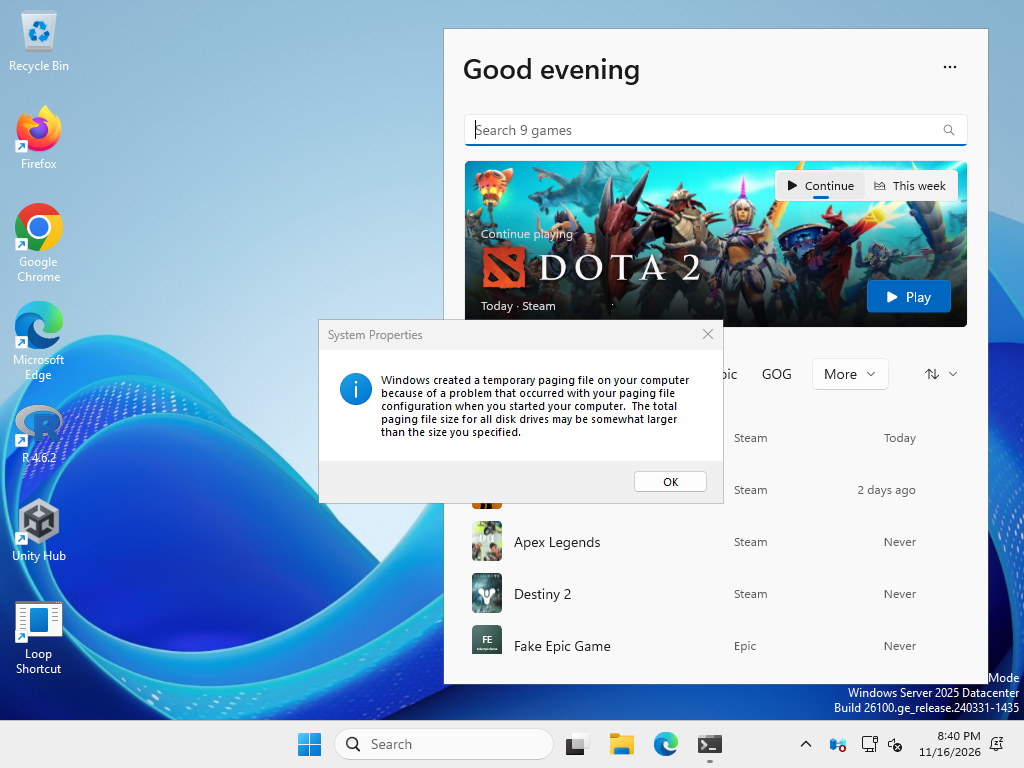 Recycle Bin
Firefox
Google
Chrome
Microsoft
Edge
R 4.6.2
Unity Hub
Loop
Shortcut
Good evening
Search 9 games
Continue
This week
Continue playing
DOTA 2
Today · Steam
Play
System Properties
Windows created a temporary paging file on your computer
because of a problem that occurred with your paging file
configuration when you started your computer. The total
paging file size for all disk drives may be somewhat larger
than the size you specified.
OK
GOG
More
Steam Today
Steam 2 days ago
Apex Legends Steam Never
Destiny 2 Steam Never
FE
Fake Epic Game Epic Never
Mode
Windows Server 2025 Datacenter
Build 26100.ge_release.240331-1435
Search
8:40 PM
11/16/2026